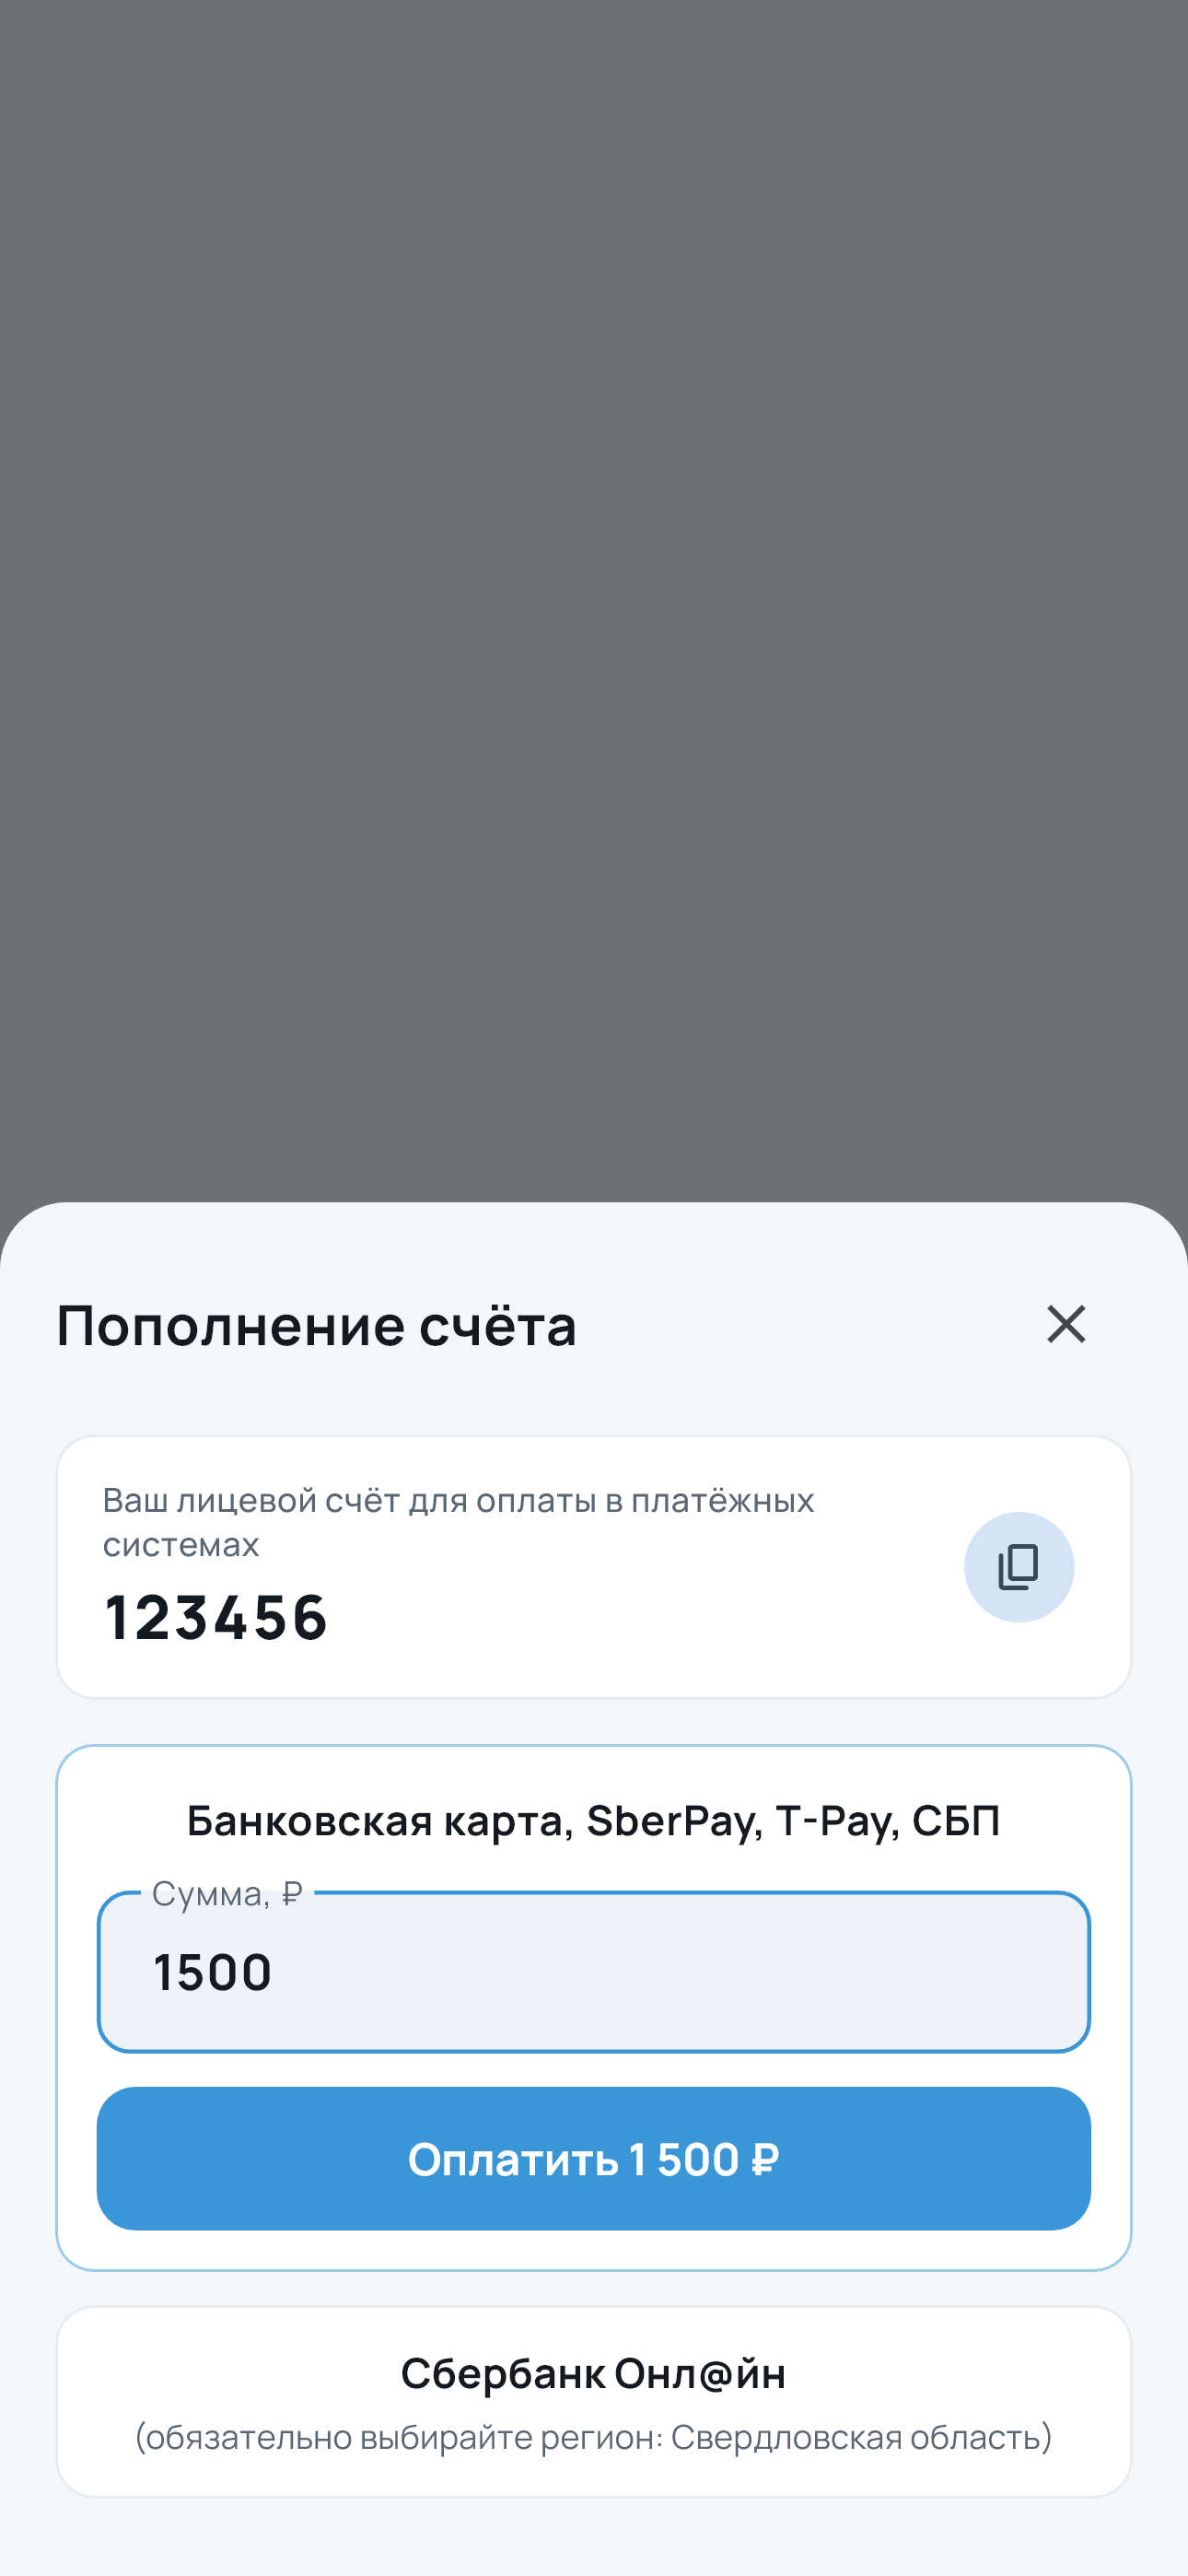 Пополнение счёта
Ваш лицевой счёт для оплаты в платёжных
системах
123456
Банковская карта, SberPay, T-Pay, СБП
Сумма, ₽
1500
Оплатить 1 500 ₽
Сбербанк Онл@йн
(обязательно выбирайте регион: Свердловская область)